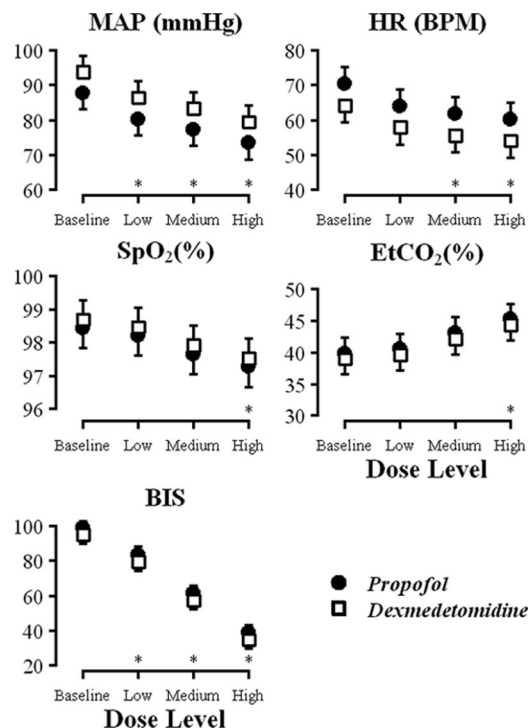 MAP (mmHg)
100
90
80
70
60
* * *
Baseline Low Medium High
HR (BPM)
80
70
60
50
40
* *
Baseline Low Medium High
SpO₂(%)
100
99
98
97
96
*
Baseline Low Medium High
EtCO₂(%)
50
45
40
35
30
*
Baseline Low Medium High
Dose Level
BIS
100
80
60
40
20
* * *
Baseline Low Medium High
Dose Level
Propofol
Dexmedetomidine